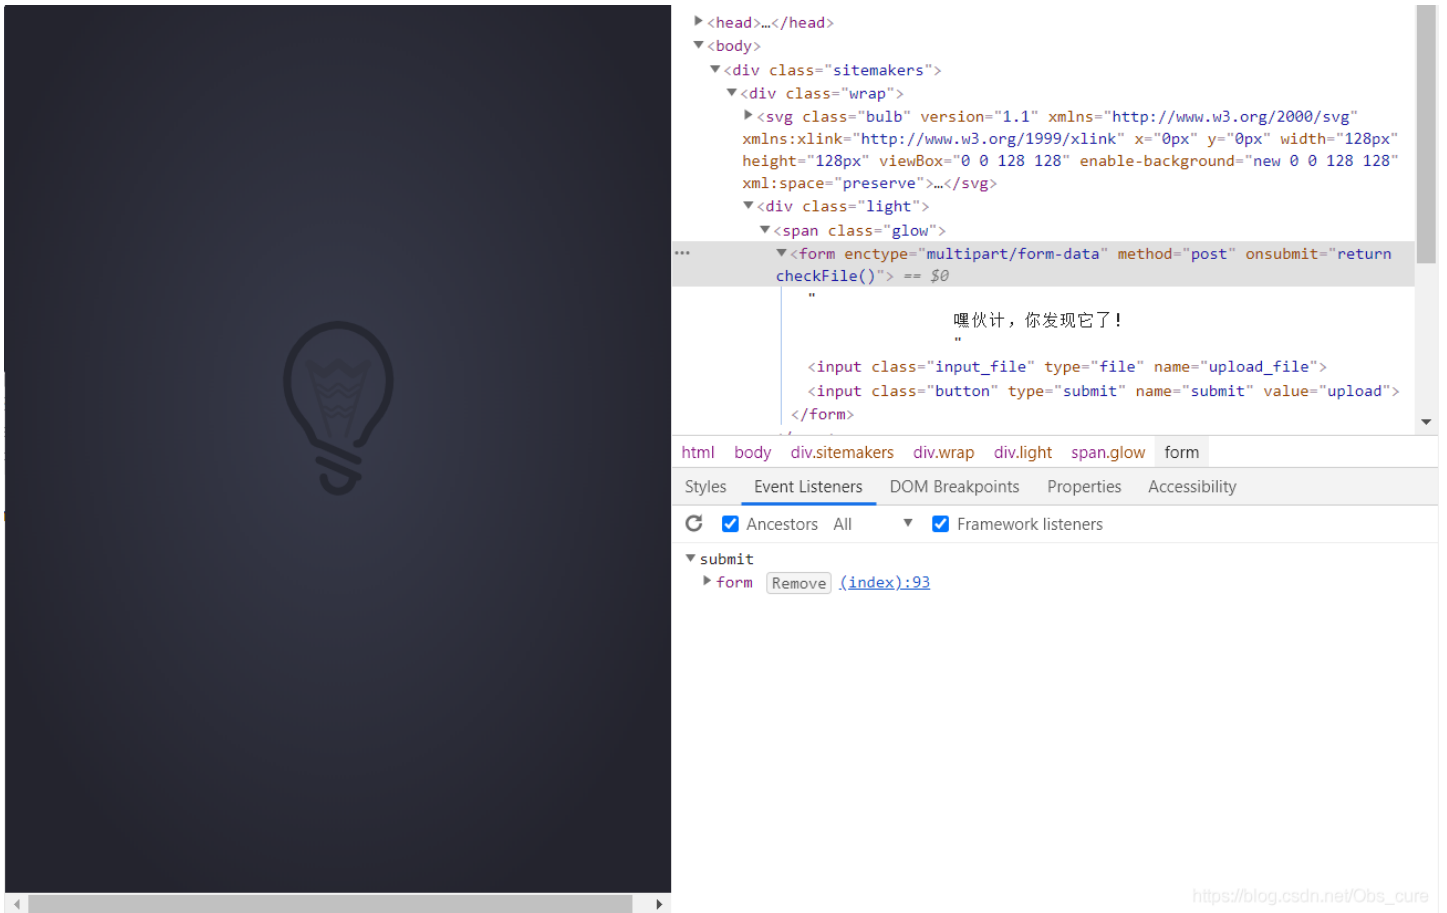 <head>…</head>
<body>
<div class="sitemakers">
<div class="wrap">
<svg class="bulb" version="1.1" xmlns="http://www.w3.org/2000/svg"
xmlns:xlink="http://www.w3.org/1999/xlink" x="0px" y="0px" width="128px"
height="128px" viewBox="0 0 128 128" enable-background="new 0 0 128 128"
xml:space="preserve">…</svg>
<div class="light">
<span class="glow">
<form enctype="multipart/form-data" method="post" onsubmit="return
checkFile()"> == $0
"
嘿伙计，你发现它了！
"
<input class="input_file" type="file" name="upload_file">
<input class="button" type="submit" name="submit" value="upload">
</form>
html body div.sitemakers div.wrap div.light span.glow form
Styles Event Listeners DOM Breakpoints Properties Accessibility
Ancestors All Framework listeners
submit
form Remove (index):93
https://blog.csdn.net/Obs_cure